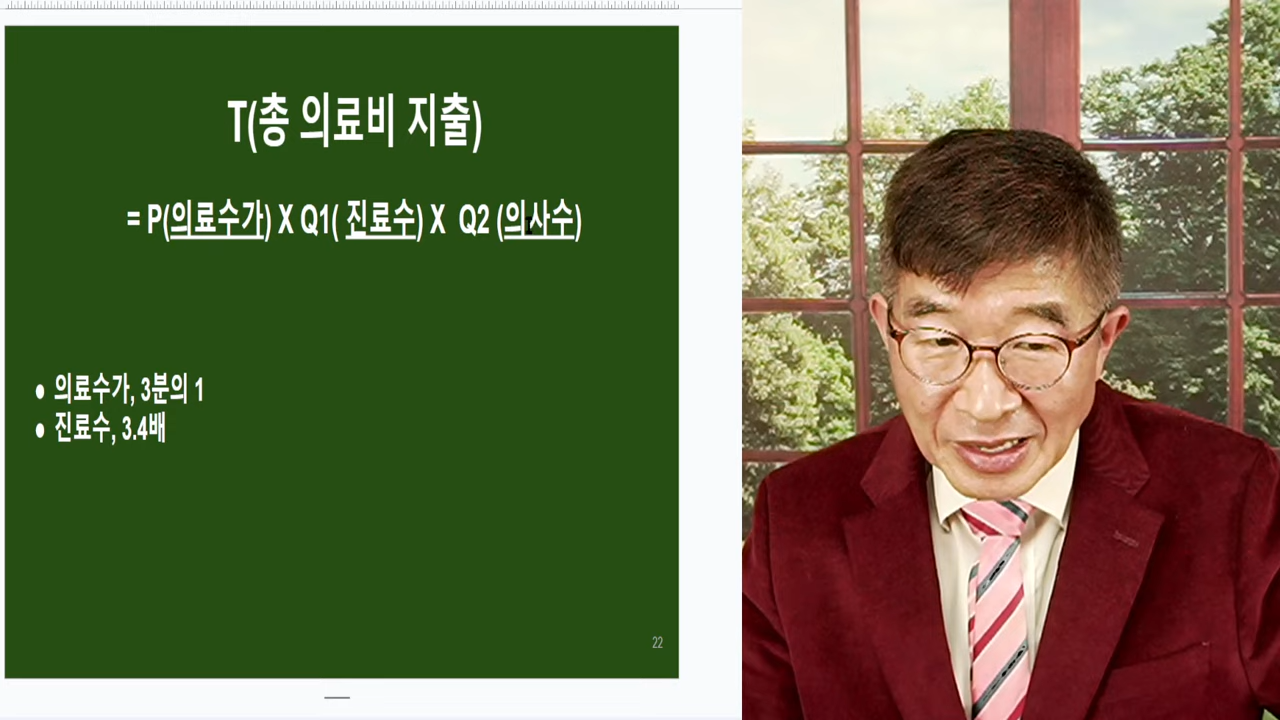 T(총 의료비 지출)
= P(의료수가) X Q1( 진료수) X Q2 (의사수)
● 의료수가, 3분의 1
● 진료수, 3.4배
22